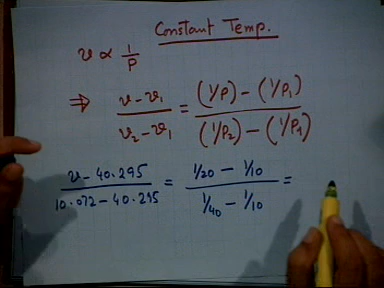 Constant Temp.
v ∝ 1/P
⇒ (v - v₁)/(v₂ - v₁) = ((1/P) - (1/P₁))/((1/P₂) - (1/P₁))
(v - 40.295)/(10.072 - 40.295) = (1/20 - 1/10)/(1/40 - 1/10) =